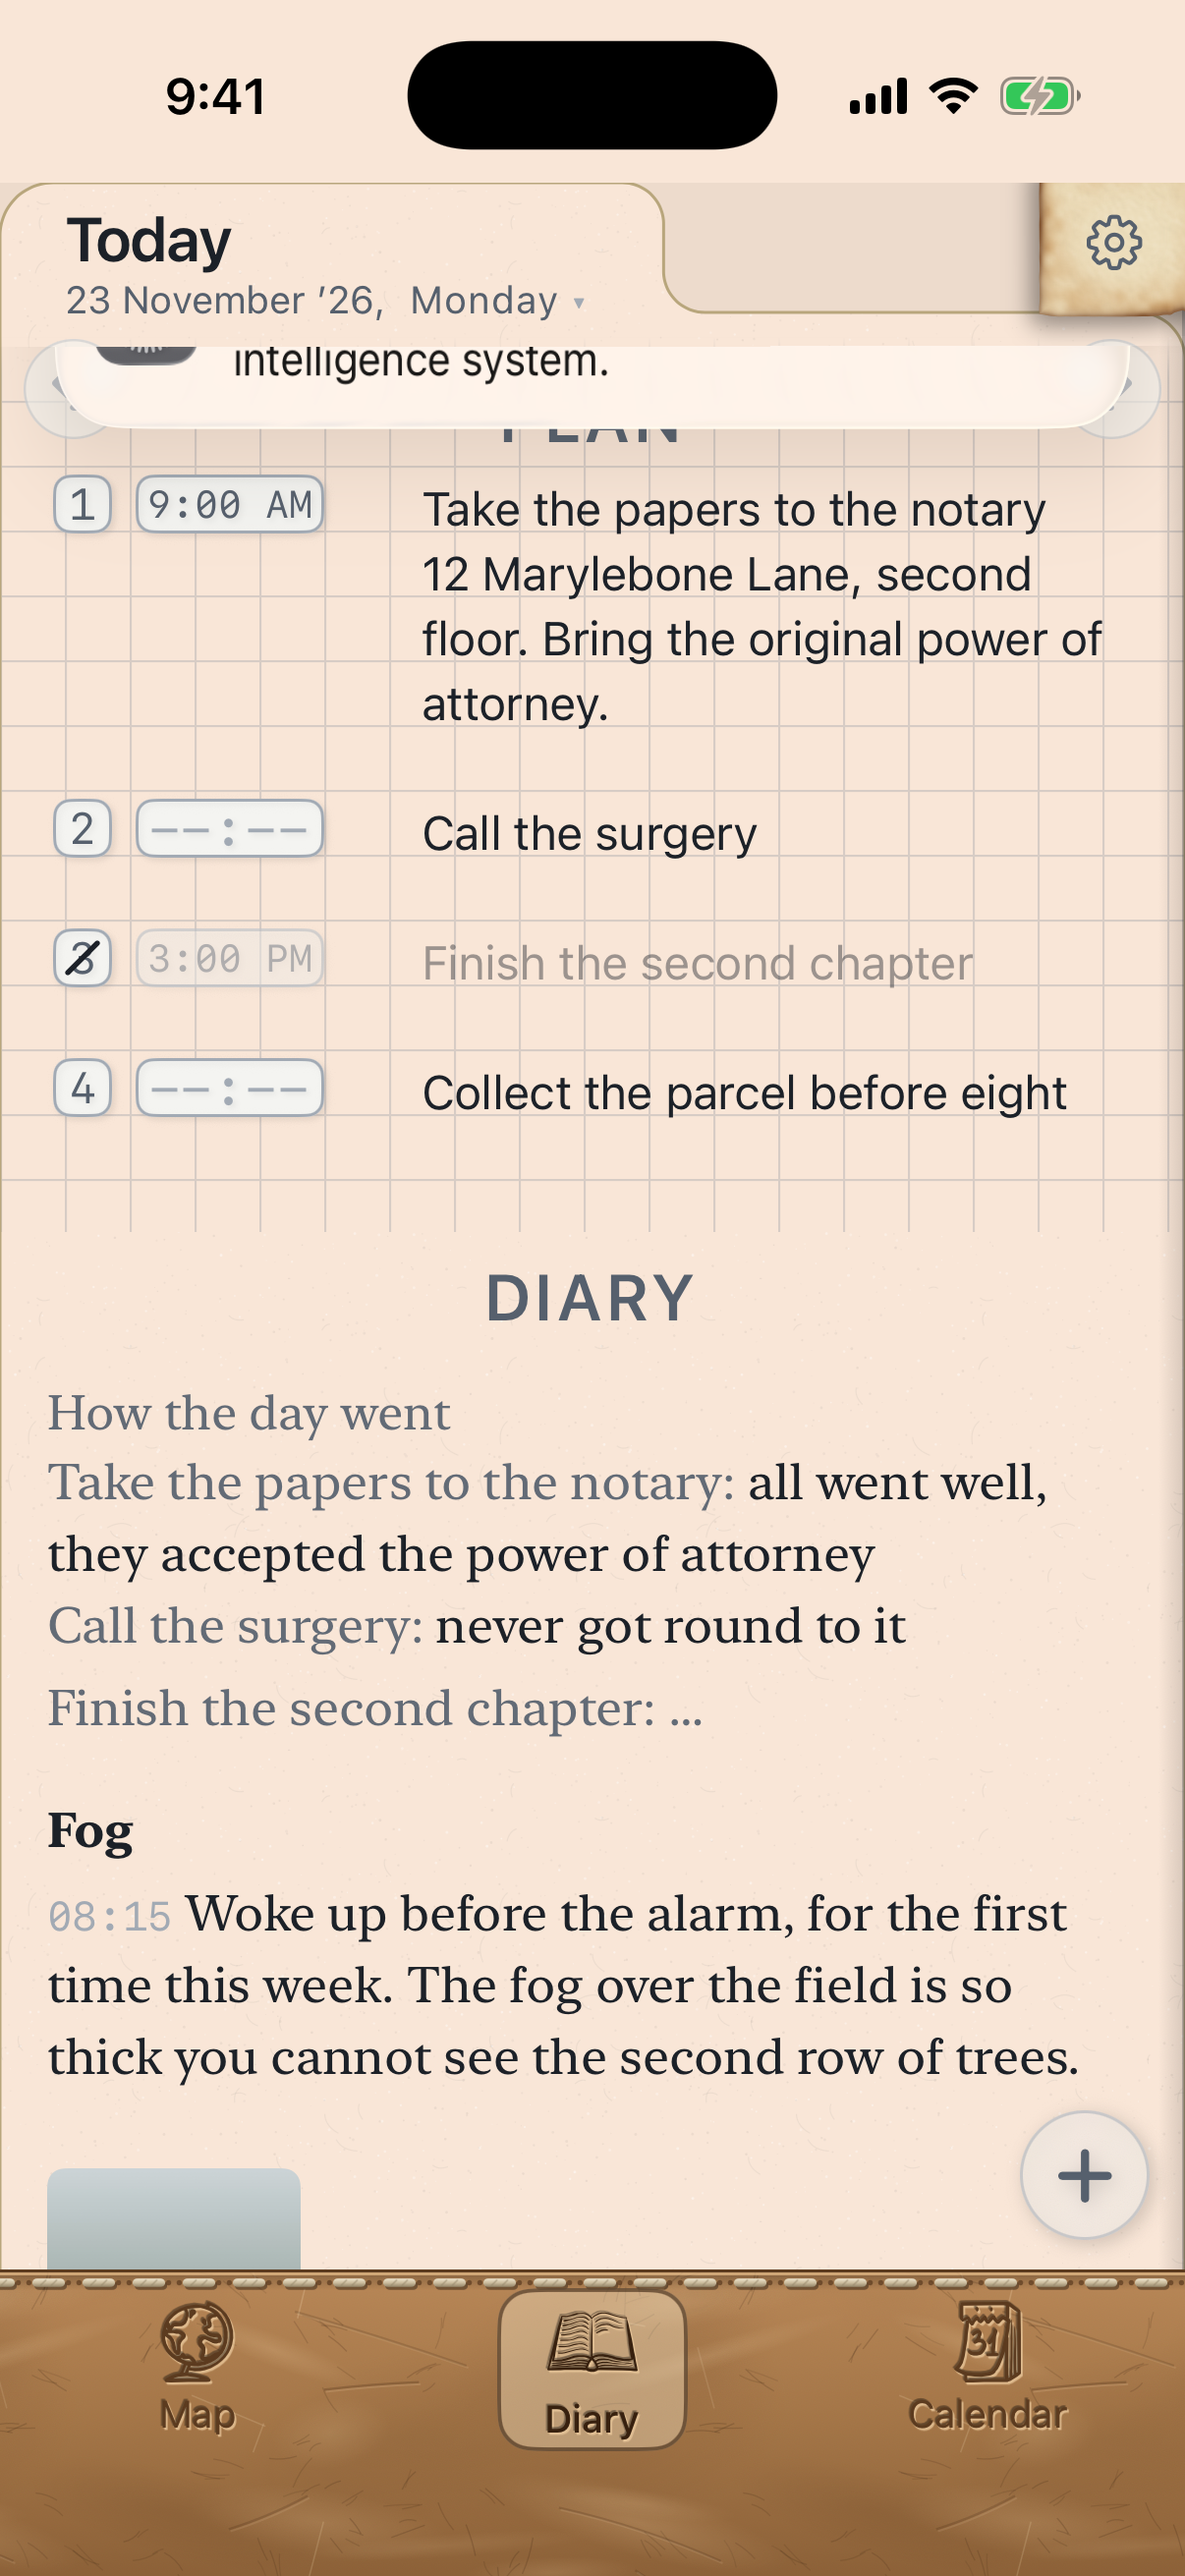 9:41
Today
23 November ’26, Monday ▾
intelligence system.
PLAN
1 9:00 AM Take the papers to the notary
12 Marylebone Lane, second
floor. Bring the original power of
attorney.
2 --:-- Call the surgery
3 3:00 PM Finish the second chapter
4 --:-- Collect the parcel before eight
DIARY
How the day went
Take the papers to the notary: all went well,
they accepted the power of attorney
Call the surgery: never got round to it
Finish the second chapter: ...
Fog
08:15 Woke up before the alarm, for the first
time this week. The fog over the field is so
thick you cannot see the second row of trees.
31
Map
Diary
Calendar